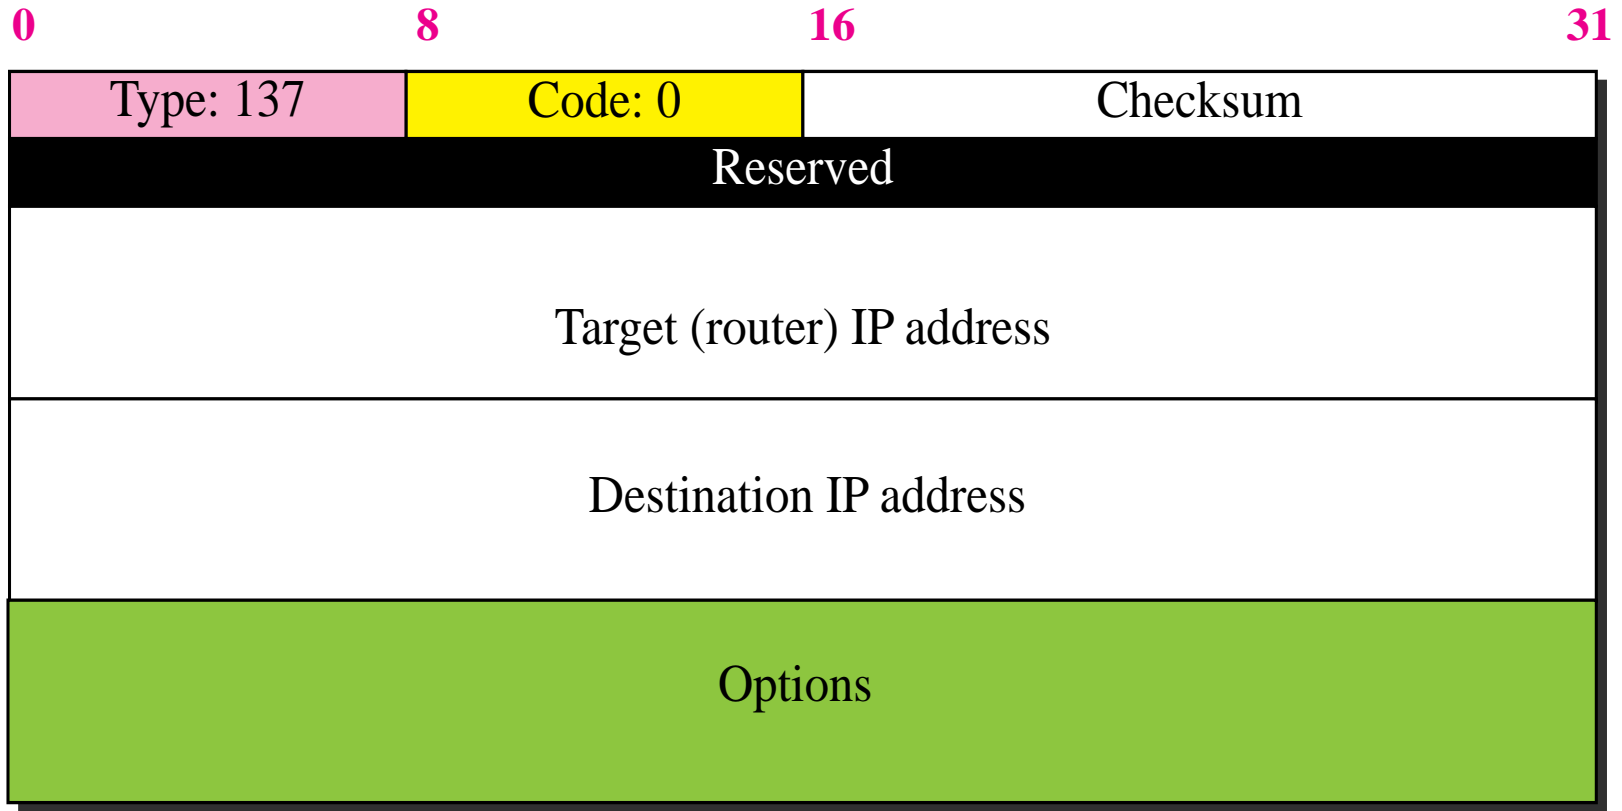 0 8 16 31
Type: 137 Code: 0 Checksum
Reserved
Target (router) IP address
Destination IP address
Options